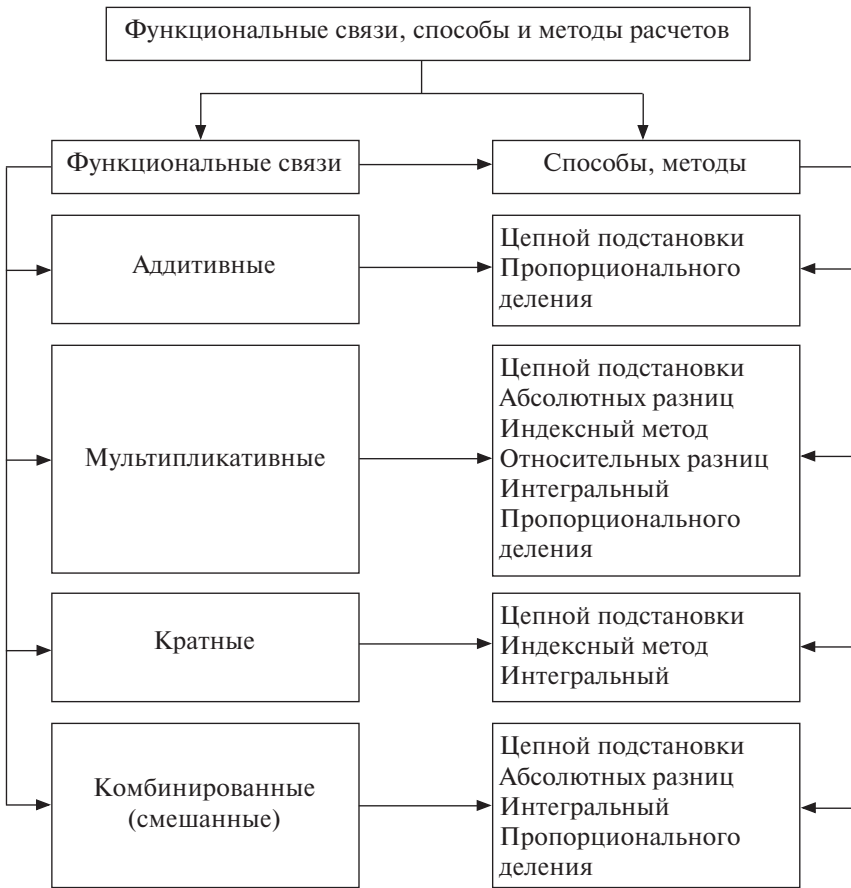 Функциональные связи, способы и методы расчетов
Функциональные связи
Способы, методы
Аддитивные
Цепной подстановки
Пропорционального
деления
Мультипликативные
Цепной подстановки
Абсолютных разниц
Индексный метод
Относительных разниц
Интегральный
Пропорционального
деления
Кратные
Цепной подстановки
Индексный метод
Интегральный
Комбинированные
(смешанные)
Цепной подстановки
Абсолютных разниц
Интегральный
Пропорционального
деления